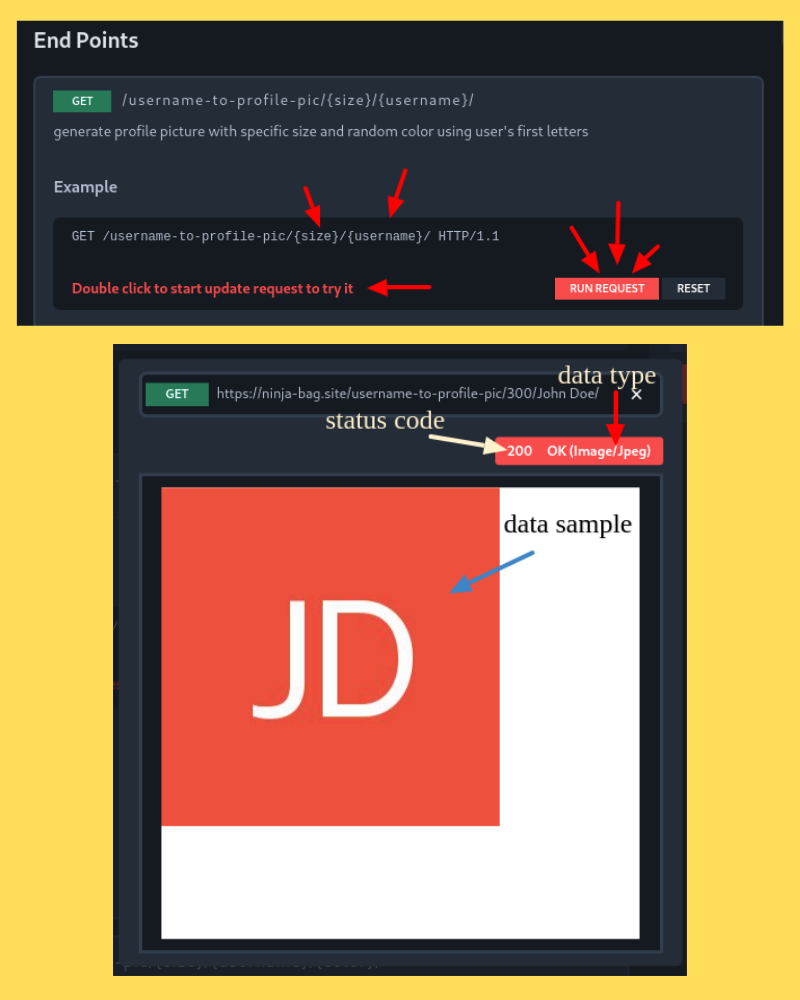 End Points
GET /username-to-profile-pic/{size}/{username}/
generate profile picture with specific size and random color using user's first letters
Example
GET /username-to-profile-pic/{size}/{username}/ HTTP/1.1
Double click to start update request to try it
RUN REQUEST RESET
data type
GET https://ninja-bag.site/username-to-profile-pic/300/John Doe/ ×
status code
200 OK (Image/Jpeg)
data sample
JD